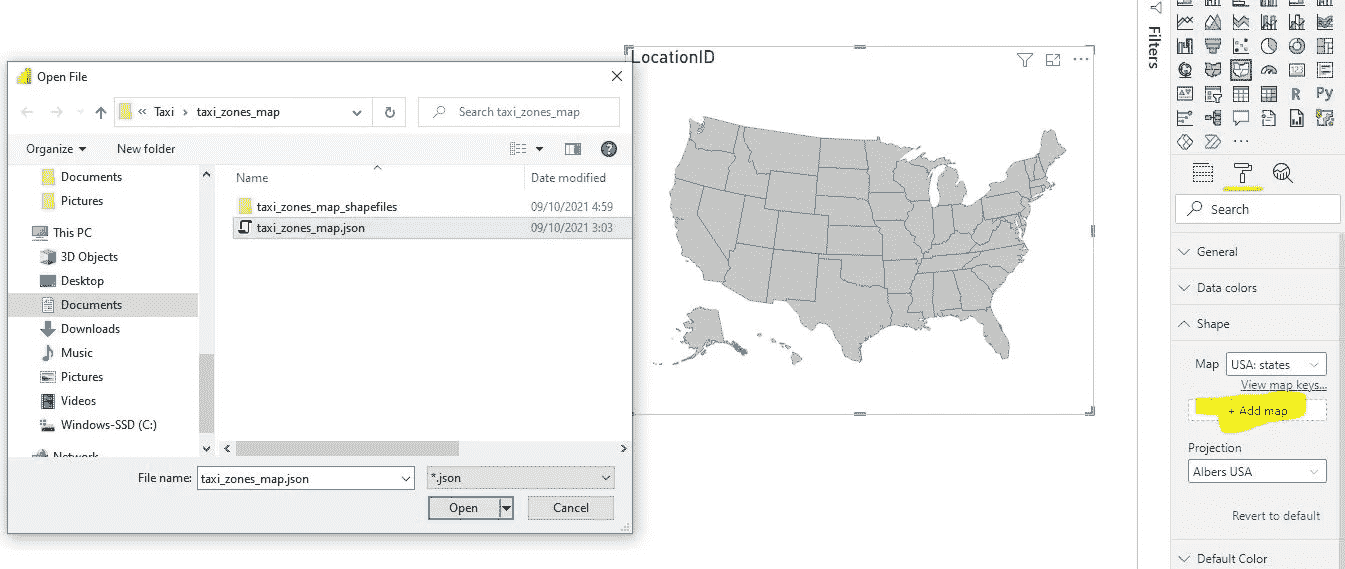 Open File
« Taxi › taxi_zones_map
Search taxi_zones_map
Organize
New folder
Documents
Pictures
This PC
3D Objects
Desktop
Documents
Downloads
Music
Pictures
Videos
Windows-SSD (C:)
Network
Name
Date modified
taxi_zones_map_shapefiles
09/10/2021 4:59
taxi_zones_map.json
09/10/2021 3:03
File name:
taxi_zones_map.json
*.json
Open
Cancel
LocationID
Filters
R
Py
Search
General
Data colors
Shape
Map
USA: states
View map keys...
+ Add map
Projection
Albers USA
Revert to default
Default Color